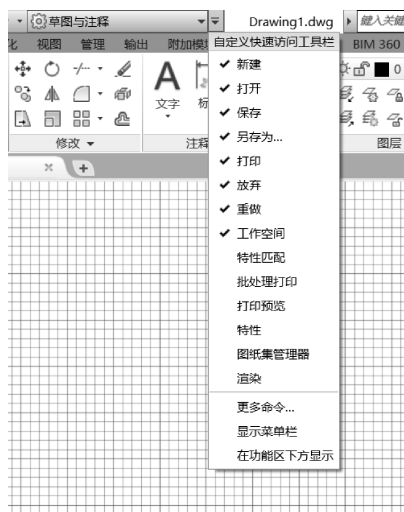 草图与注释 Drawing1.dwg 键入关键
化 视图 管理 输出 附加模 BIM 360
自定义快速访问工具栏
新建
打开
保存
另存为...
打印
放弃
重做
工作空间
特性匹配
批处理打印
打印预览
特性
图纸集管理器
渲染
更多命令...
显示菜单栏
在功能区下方显示
0
文字 标
修改 注释 图层